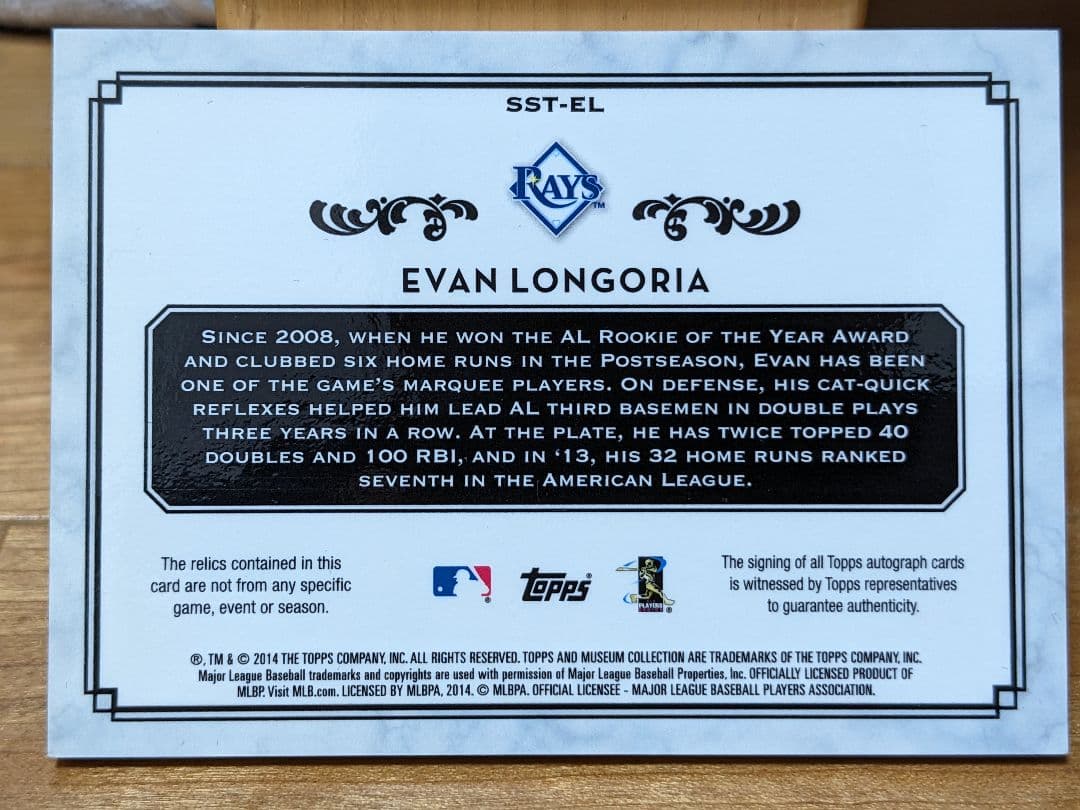 SST-EL
RAYS™
EVAN LONGORIA
SINCE 2008, WHEN HE WON THE AL ROOKIE OF THE YEAR AWARD
AND CLUBBED SIX HOME RUNS IN THE POSTSEASON, EVAN HAS BEEN
ONE OF THE GAME'S MARQUEE PLAYERS. ON DEFENSE, HIS CAT-QUICK
REFLEXES HELPED HIM LEAD AL THIRD BASEMEN IN DOUBLE PLAYS
THREE YEARS IN A ROW. AT THE PLATE, HE HAS TWICE TOPPED 40
DOUBLES AND 100 RBI, AND IN ‘13, HIS 32 HOME RUNS RANKED
SEVENTH IN THE AMERICAN LEAGUE.
The relics contained in this
card are not from any specific
game, event or season.
®
Topps®
PLAYERS ®
The signing of all Topps autograph cards
is witnessed by Topps representatives
to guarantee authenticity.
®, TM & © 2014 THE TOPPS COMPANY, INC. ALL RIGHTS RESERVED. TOPPS AND MUSEUM COLLECTION ARE TRADEMARKS OF THE TOPPS COMPANY, INC.
Major League Baseball trademarks and copyrights are used with permission of Major League Baseball Properties, Inc. OFFICIALLY LICENSED PRODUCT OF
MLBP. Visit MLB.com. LICENSED BY MLBPA, 2014. © MLBPA. OFFICIAL LICENSEE - MAJOR LEAGUE BASEBALL PLAYERS ASSOCIATION.